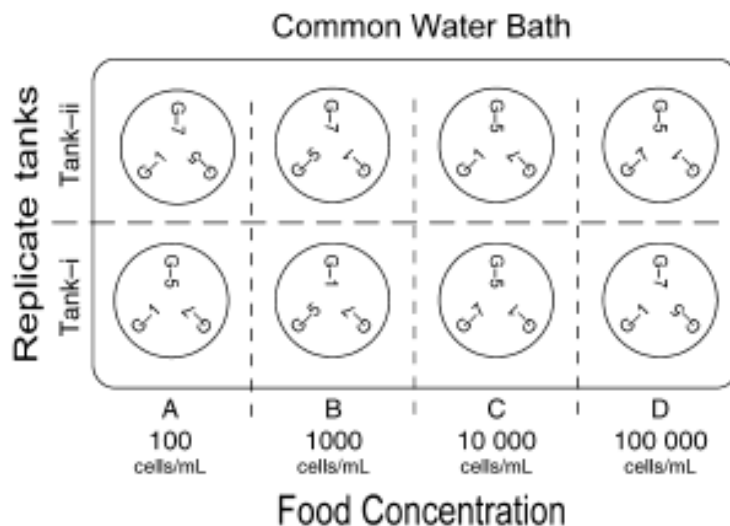 Common Water Bath
Replicate tanks
Tank–ii
G–7
G–1
G–5
G–7
G–5
G–1
G–5
G–1
G–7
G–5
G–7
G–1
Tank–i
G–5
G–1
G–7
G–1
G–5
G–7
G–5
G–7
G–1
G–7
G–1
G–5
A
B
C
D
100
1000
10 000
100 000
cells/mL
cells/mL
cells/mL
cells/mL
Food Concentration